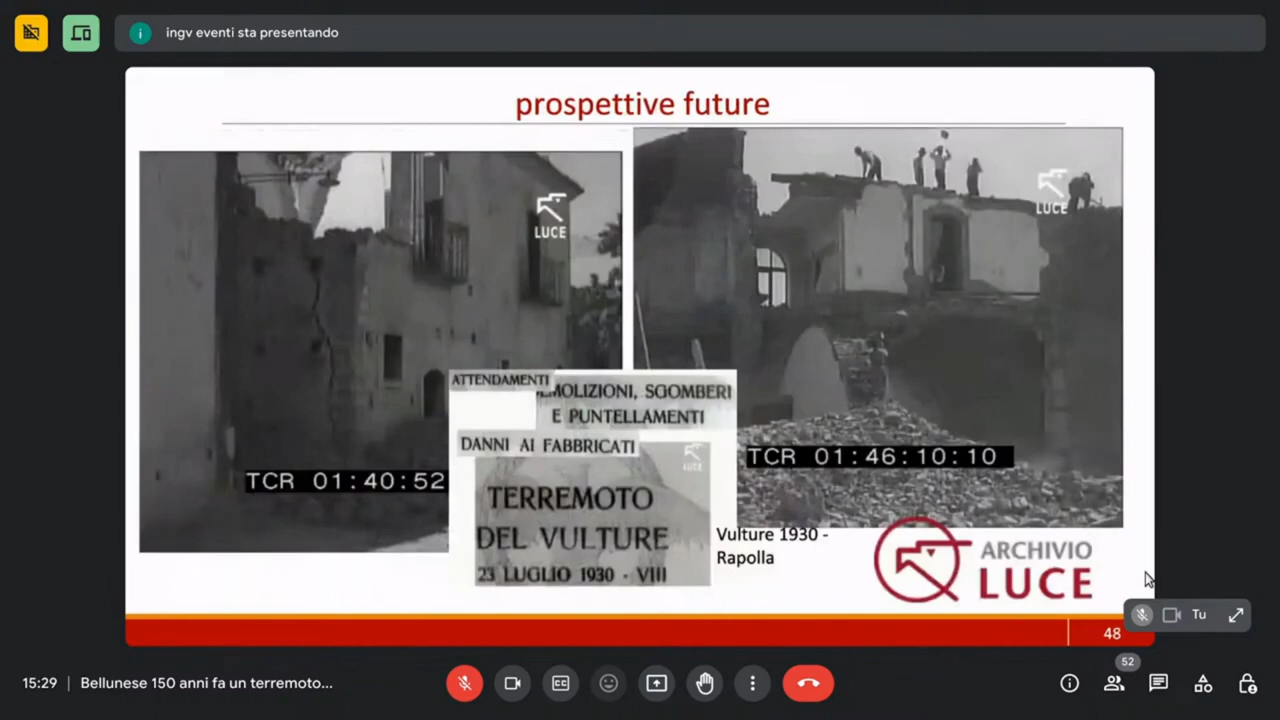 ingv eventi sta presentando
prospettive future
LUCE
LUCE
ATTENDAMENTI
MOLIZIONI, SGOMBERI
E PUNTELLAMENTI
DANNI AI FABBRICATI
LUCE
TERREMOTO
DEL VULTURE
23 LUGLIO 1930 · VIII
TCR 01:40:52
TCR 01:46:10:10
Vulture 1930 -
Rapolla
ARCHIVIO
LUCE
Tu
48
52
15:29 | Bellunese 150 anni fa un terremoto...